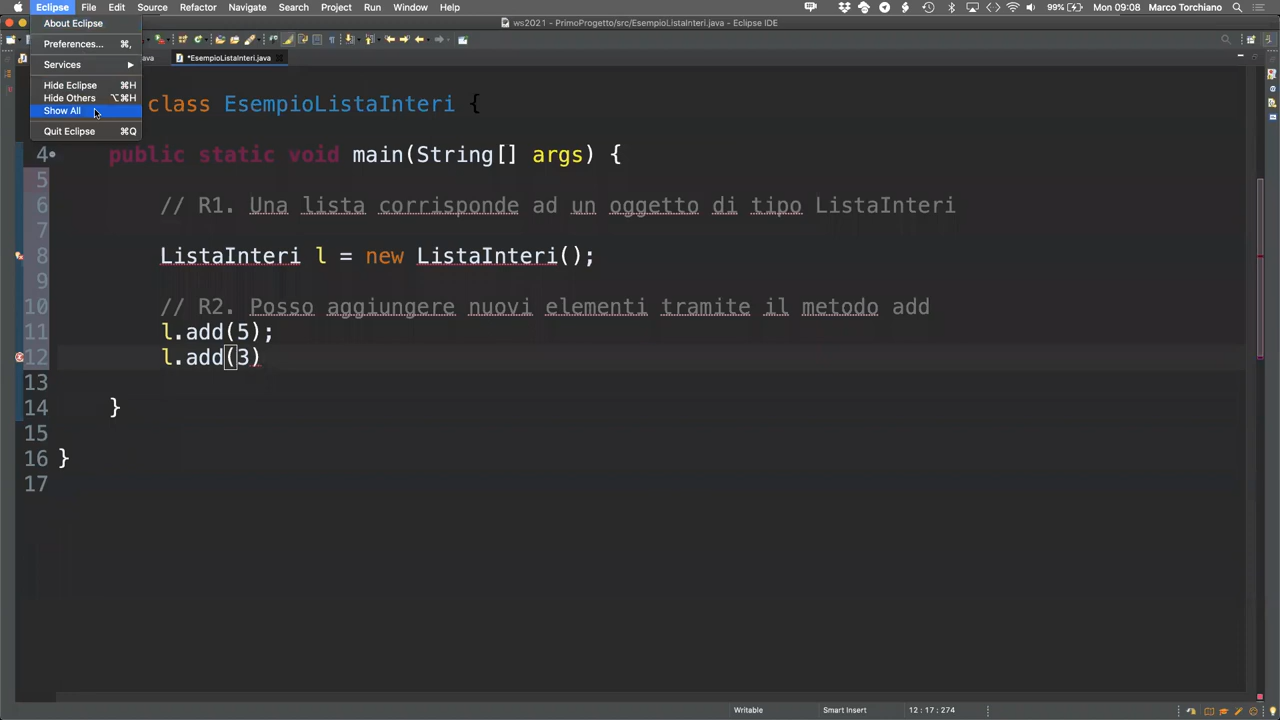 Eclipse File Edit Source Refactor Navigate Search Project Run Window Help 99% Mon 09:08 Marco Torchiano
About Eclipse
ws2021 - PrimoProgetto/src/EsempioListaInteri.java - Eclipse IDE
Preferences... ⌘,
ava *EsempioListaInteri.java
Services ▶
Hide Eclipse ⌘H
Hide Others ⌥⌘H
Show All
Quit Eclipse ⌘Q
class EsempioListaInteri {
4 public static void main(String[] args) {
5
6 // R1. Una lista corrisponde ad un oggetto di tipo ListaInteri
7
8 ListaInteri l = new ListaInteri();
9
10 // R2. Posso aggiungere nuovi elementi tramite il metodo add
11 l.add(5);
12 l.add(3)
13
14 }
15
16 }
17
Writable Smart Insert 12 : 17 : 274